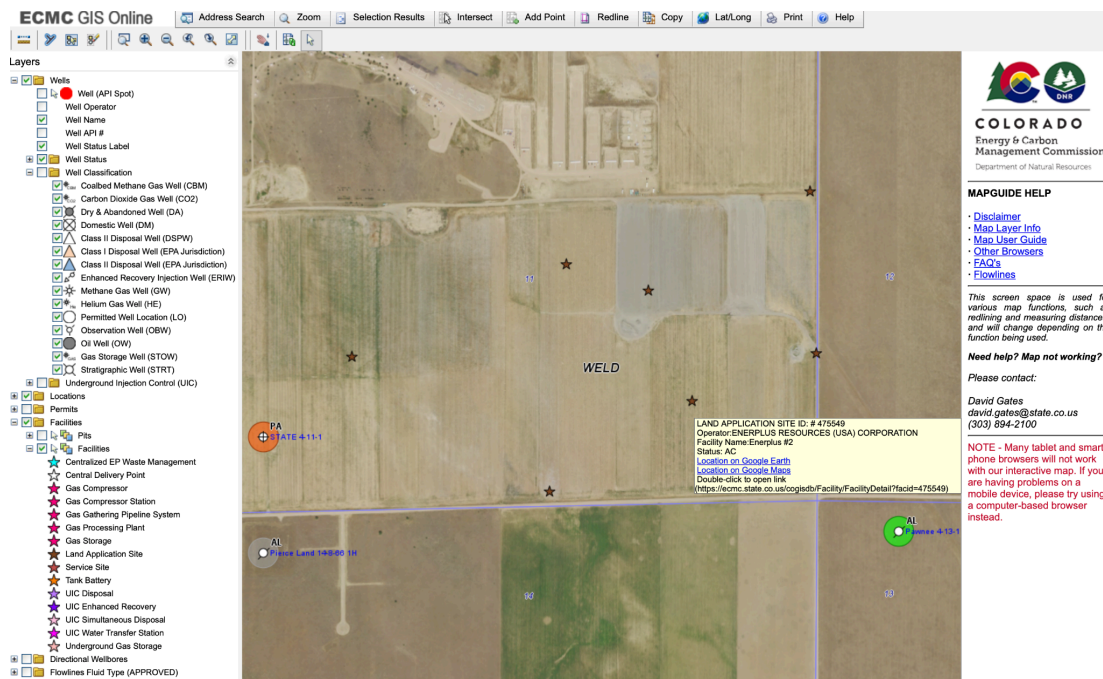 ECMC GIS Online
Address Search
Zoom
Selection Results
Intersect
Add Point
Redline
Copy
Lat/Long
Print
Help
Layers
Wells
Well (API Spot)
Well Operator
Well Name
Well API #
Well Status Label
Well Status
Well Classification
Coalbed Methane Gas Well (CBM)
Carbon Dioxide Gas Well (CO2)
Dry & Abandoned Well (DA)
Domestic Well (DM)
Class II Disposal Well (DSPW)
Class I Disposal Well (EPA Jurisdiction)
Class II Disposal Well (EPA Jurisdiction)
Enhanced Recovery Injection Well (ERIW)
Methane Gas Well (GW)
Helium Gas Well (HE)
Permitted Well Location (LO)
Observation Well (OBW)
Oil Well (OW)
Gas Storage Well (STOW)
Stratigraphic Well (STRT)
Underground Injection Control (UIC)
Locations
Permits
Facilities
Pits
Facilities
Centralized EP Waste Management
Central Delivery Point
Gas Compressor
Gas Compressor Station
Gas Gathering Pipeline System
Gas Processing Plant
Gas Storage
Land Application Site
Service Site
Tank Battery
UIC Disposal
UIC Enhanced Recovery
UIC Simultaneous Disposal
UIC Water Transfer Station
Underground Gas Storage
Directional Wellbores
Flowlines Fluid Type (APPROVED)
11
12
WELD
PA
STATE 4-11-1
LAND APPLICATION SITE ID: # 475549
Operator:ENERPLUS RESOURCES (USA) CORPORATION
Facility Name:Enerplus #2
Status: AC
Location on Google Earth
Location on Google Maps
Double-click to open link
(https://ecmc.state.co.us/cogisdb/Facility/FacilityDetail?facid=475549)
AL
Pierce Land 14-8-66 1H
AL
Pawnee 4-13-1
14
13
DNR
COLORADO
Energy & Carbon
Management Commission
Department of Natural Resources
MAPGUIDE HELP
· Disclaimer
· Map Layer Info
· Map User Guide
· Other Browsers
· FAQ's
· Flowlines
This screen space is used
various map functions, such
redlining and measuring distance
and will change depending on
function being used.
Need help? Map not working?
Please contact:
David Gates
david.gates@state.co.us
(303) 894-2100
NOTE - Many tablet and smart
phone browsers will not work
with our interactive map. If you
are having problems on a
mobile device, please try using
a computer-based browser
instead.